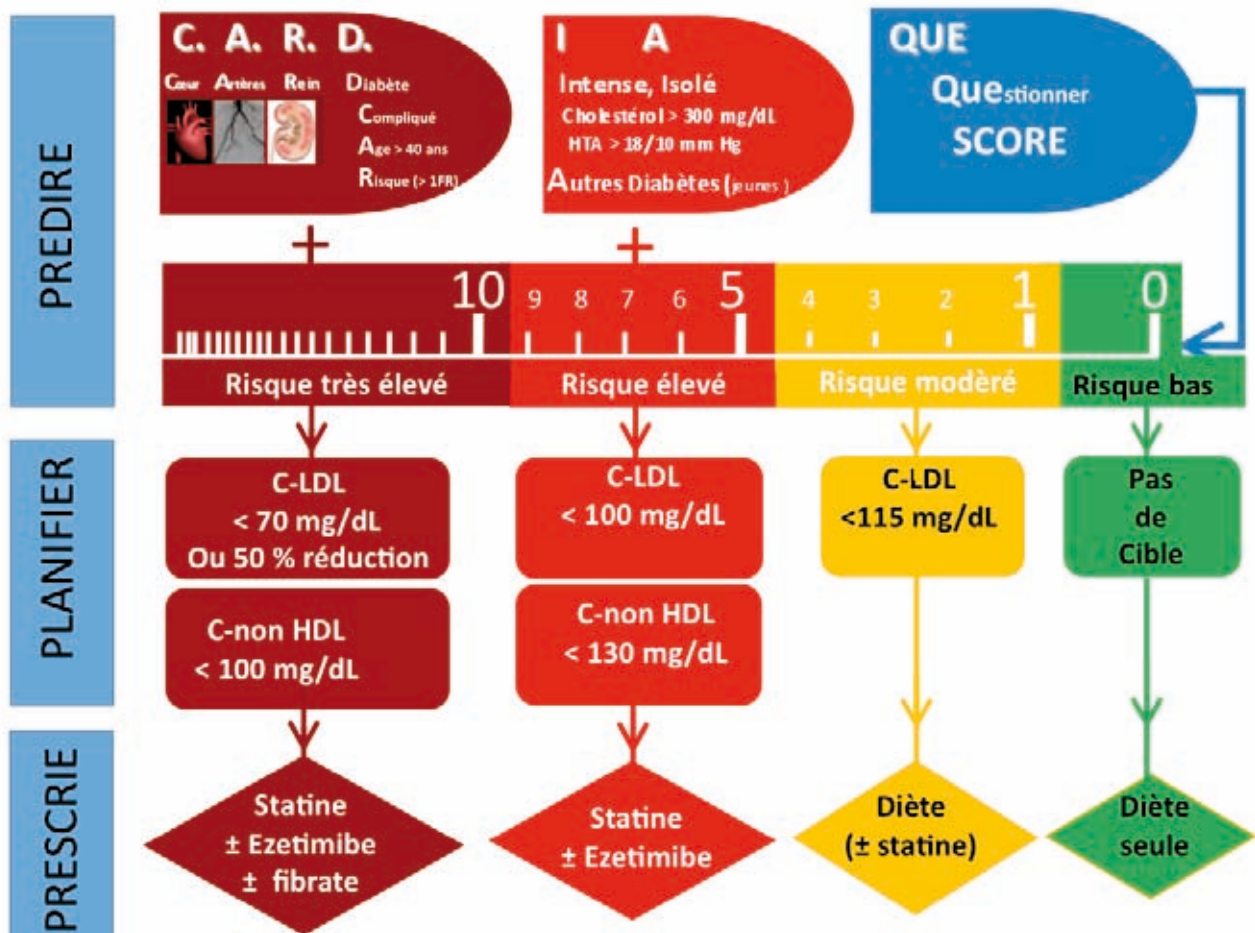 PREDIRE
C. A. R. D.
Cœur Artères Rein Diabète
Compliqué
Age > 40 ans
Risque (> 1FR)
I A
Intense, Isolé
Cholestérol > 300 mg/dL
HTA > 18/10 mm Hg
Autres Diabètes (jeunes)
QUE
Questionner
SCORE
+ +
10 9 8 7 6 5 4 3 2 1 0
Risque très élevé Risque élevé Risque modèré Risque bas
PLANIFIER
C-LDL
< 70 mg/dL
Ou 50 % réduction
C-LDL
< 100 mg/dL
C-LDL
<115 mg/dL
Pas
de
Cible
C-non HDL
< 100 mg/dL
C-non HDL
< 130 mg/dL
PRESCRIE
Statine
± Ezetimibe
± fibrate
Statine
± Ezetimibe
Diète
(± statine)
Diète
seule